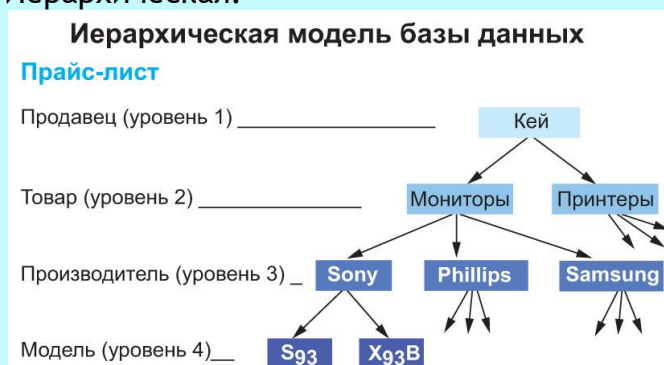 Иерархическая.
Иерархическая модель базы данных
Прайс-лист
Продавец (уровень 1) Кей
Товар (уровень 2) Мониторы Принтеры
Производитель (уровень 3) Sony Phillips Samsung
Модель (уровень 4) S93 X93B